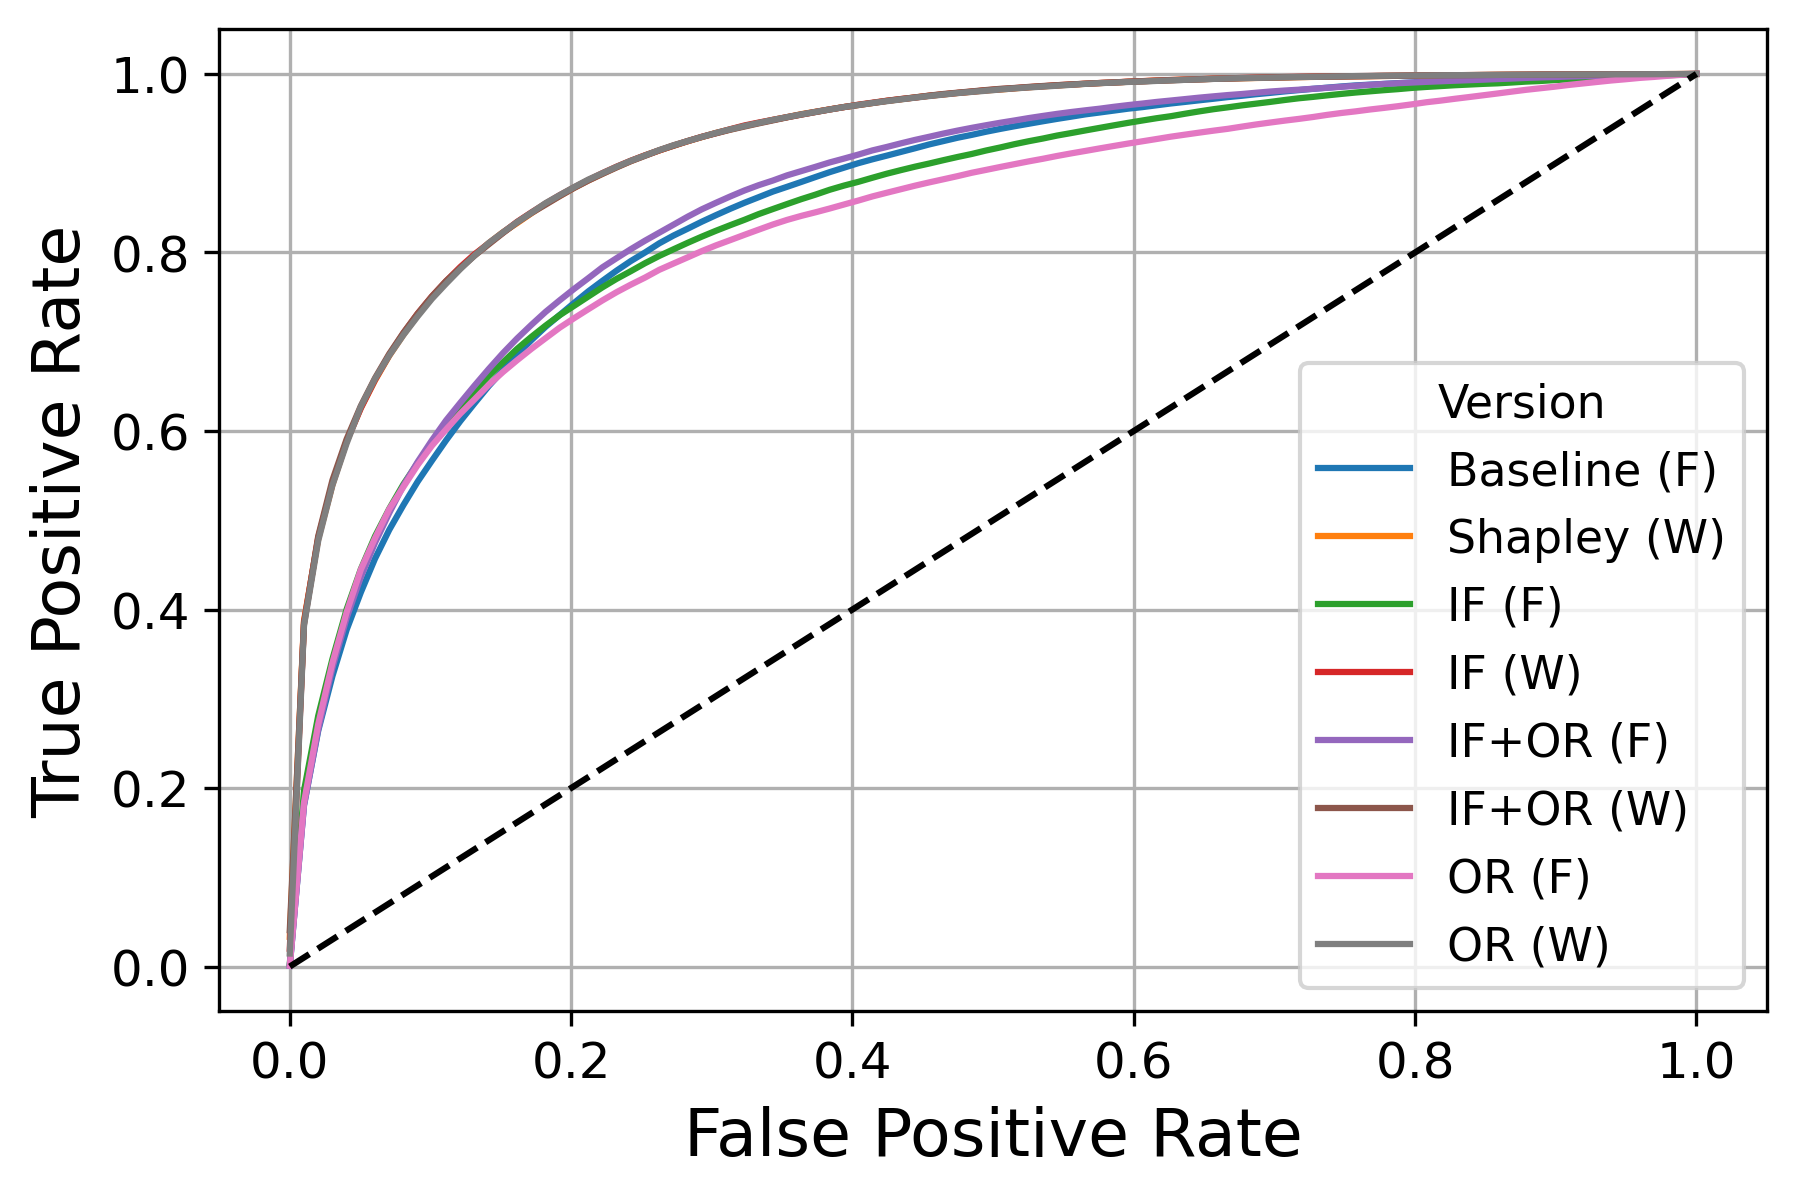 True Positive Rate
1.0
0.8
0.6
0.4
0.2
0.0
Version
Baseline (F)
Shapley (W)
IF (F)
IF (W)
IF+OR (F)
IF+OR (W)
OR (F)
OR (W)
0.0 0.2 0.4 0.6 0.8 1.0
False Positive Rate